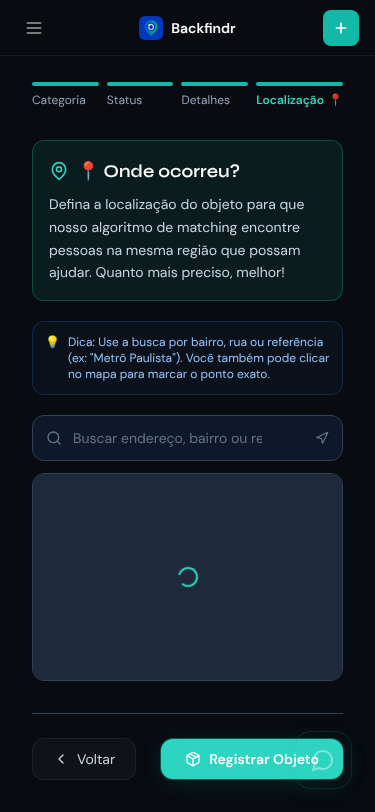 Backfindr
Categoria
Status
Detalhes
Localização 📍
📍 Onde ocorreu?
Defina a localização do objeto para que
nosso algoritmo de matching encontre
pessoas na mesma região que possam
ajudar. Quanto mais preciso, melhor!
💡 Dica: Use a busca por bairro, rua ou referência
(ex: "Metrô Paulista"). Você também pode clicar
no mapa para marcar o ponto exato.
Buscar endereço, bairro ou re
Voltar
Registrar Objeto